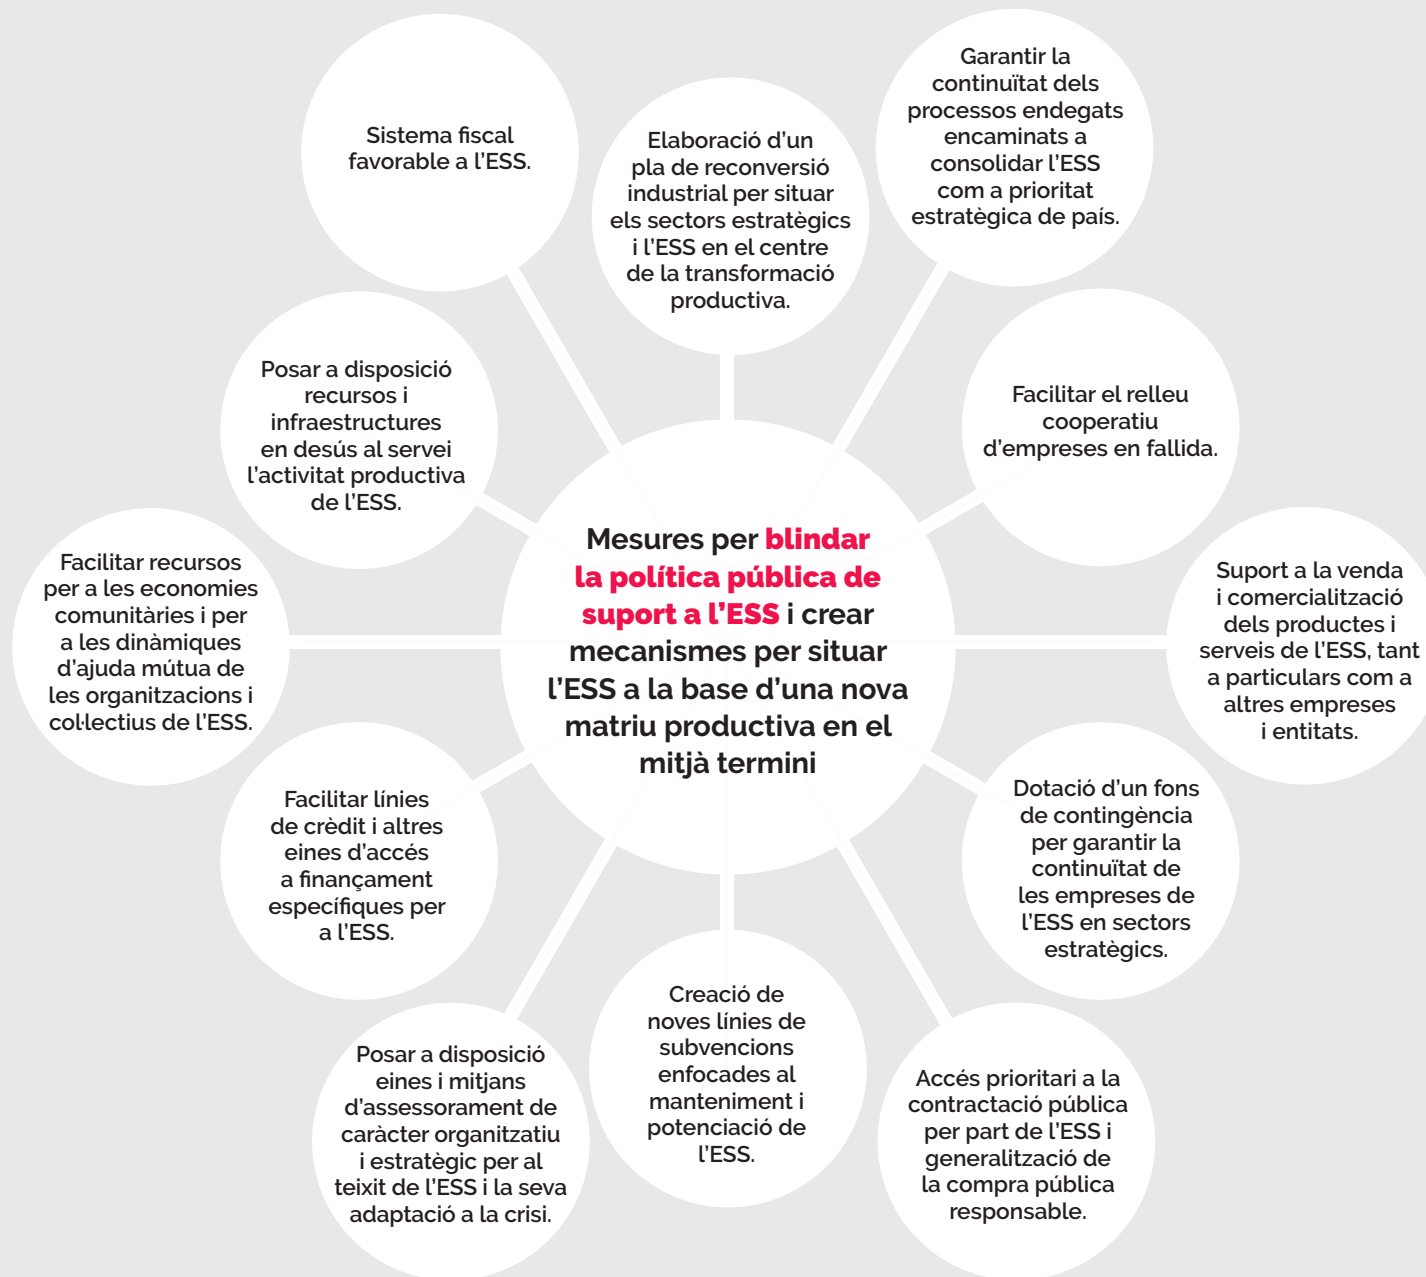 Sistema fiscal
favorable a l’ESS.
Elaboració d’un
pla de reconversió
industrial per situar
els sectors estratègics
i l’ESS en el centre
de la transformació
productiva.
Garantir la
continuïtat dels
processos endegats
encaminats a
consolidar l’ESS
com a prioritat
estratègica de país.
Posar a disposició
recursos i
infraestructures
en desús al servei
l’activitat productiva
de l’ESS.
Facilitar el relleu
cooperatiu
d’empreses en fallida.
Facilitar recursos
per a les economies
comunitàries i per
a les dinàmiques
d’ajuda mútua de
les organitzacions i
col·lectius de l’ESS.
Mesures per blindar
la política pública de
suport a l’ESS i crear
mecanismes per situar
l’ESS a la base d’una nova
matriu productiva en el
mitjà termini
Suport a la venda
i comercialització
dels productes i
serveis de l’ESS, tant
a particulars com a
altres empreses
i entitats.
Facilitar línies
de crèdit i altres
eines d’accés
a finançament
específiques per
a l’ESS.
Dotació d’un fons
de contingència
per garantir la
continuïtat de
les empreses de
l’ESS en sectors
estratègics.
Posar a disposició
eines i mitjans
d’assessorament de
caràcter organitzatiu
i estratègic per al
teixit de l’ESS i la seva
adaptació a la crisi.
Creació de
noves línies de
subvencions
enfocades al
manteniment i
potenciació de
l’ESS.
Accés prioritari a la
contractació pública
per part de l’ESS i
generalització de
la compra pública
responsable.